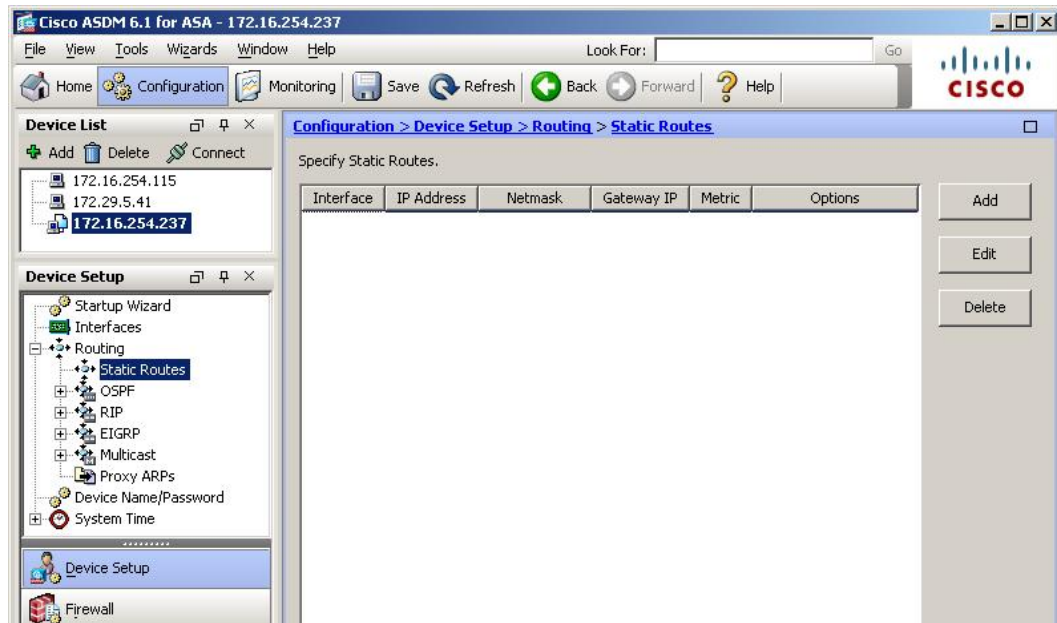 Cisco ASDM 6.1 for ASA - 172.16.254.237
File View Tools Wizards Window Help Look For: Go
Home Configuration Monitoring Save Refresh Back Forward Help
CISCO
Device List
Add Delete Connect
172.16.254.115
172.29.5.41
172.16.254.237
Device Setup
Startup Wizard
Interfaces
Routing
Static Routes
OSPF
RIP
EIGRP
Multicast
Proxy ARPs
Device Name/Password
System Time
Device Setup
Firewall
Configuration > Device Setup > Routing > Static Routes
Specify Static Routes.
Interface IP Address Netmask Gateway IP Metric Options
Add
Edit
Delete